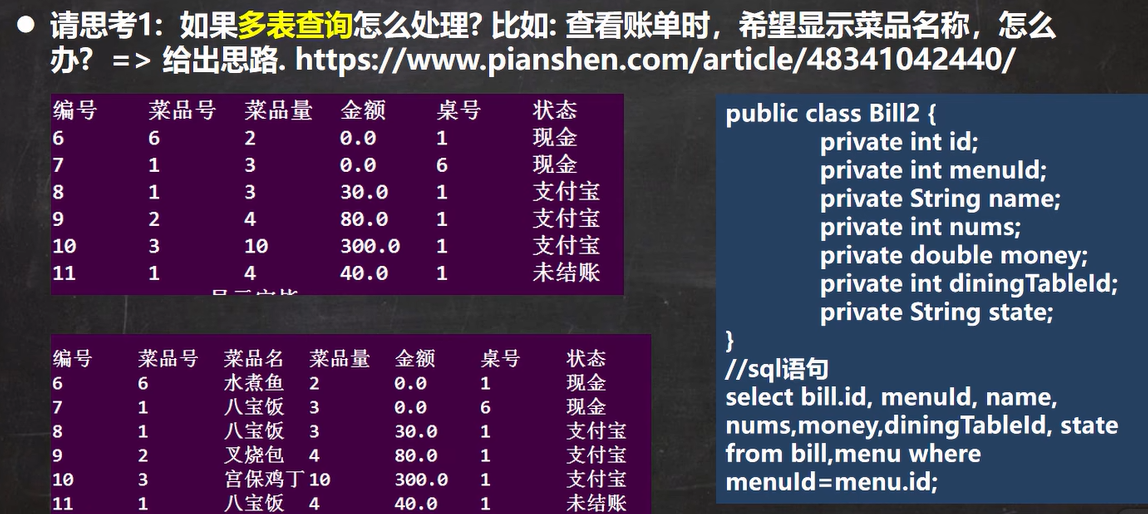 请思考1：如果多表查询怎么处理? 比如: 查看账单时，希望显示菜品名称，怎么
办？ => 给出思路. https://www.pianshen.com/article/48341042440/
编号 菜品号 菜品量 金额 桌号 状态
6 6 2 0.0 1 现金
7 1 3 0.0 6 现金
8 1 3 30.0 1 支付宝
9 2 4 80.0 1 支付宝
10 3 10 300.0 1 支付宝
11 1 4 40.0 1 未结账
编号 菜品号 菜品名 菜品量 金额 桌号 状态
6 6 水煮鱼 2 0.0 1 现金
7 1 八宝饭 3 0.0 6 现金
8 1 八宝饭 3 30.0 1 支付宝
9 2 叉烧包 4 80.0 1 支付宝
10 3 宫保鸡丁 10 300.0 1 支付宝
11 1 八宝饭 4 40.0 1 未结账
public class Bill2 {
private int id;
private int menuId;
private String name;
private int nums;
private double money;
private int diningTableId;
private String state;
}
//sql语句
select bill.id, menuId, name,
nums,money,diningTableId, state
from bill,menu where
menuId=menu.id;